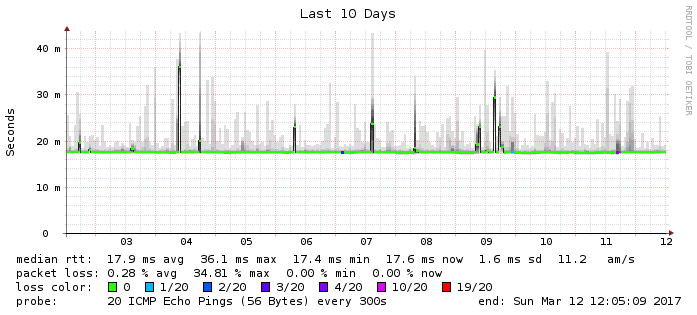 Last 10 Days
RRDTOOL / TOBI OETIKER
Seconds
40 m
30 m
20 m
10 m
0
03 04 05 06 07 08 09 10 11 12
median rtt: 17.9 ms avg 36.1 ms max 17.4 ms min 17.6 ms now 1.6 ms sd 11.2 am/s
packet loss: 0.28 % avg 34.81 % max 0.00 % min 0.00 % now
loss color: 0 1/20 2/20 3/20 4/20 10/20 19/20
probe: 20 ICMP Echo Pings (56 Bytes) every 300s end: Sun Mar 12 12:05:09 2017